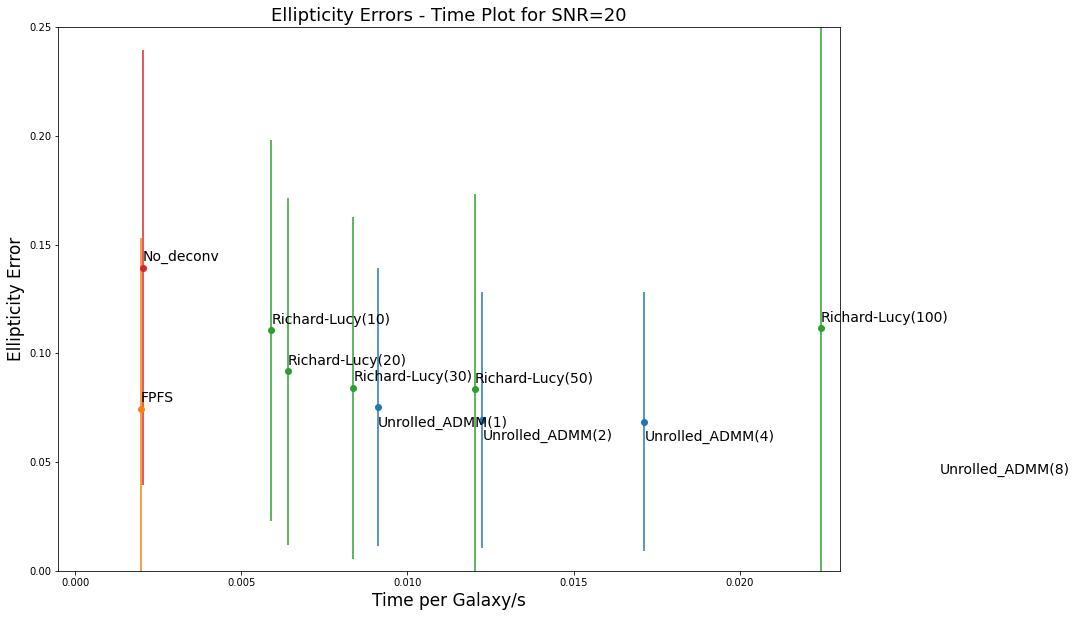 Ellipticity Errors - Time Plot for SNR=20
0.25
0.20
0.15
0.10
0.05
0.00
Ellipticity Error
No_deconv
FPFS
Richard-Lucy(10)
Richard-Lucy(20)
Richard-Lucy(30)
Richard-Lucy(50)
Richard-Lucy(100)
Unrolled_ADMM(1)
Unrolled_ADMM(2)
Unrolled_ADMM(4)
Unrolled_ADMM(8)
0.000
0.005
0.010
0.015
0.020
Time per Galaxy/s